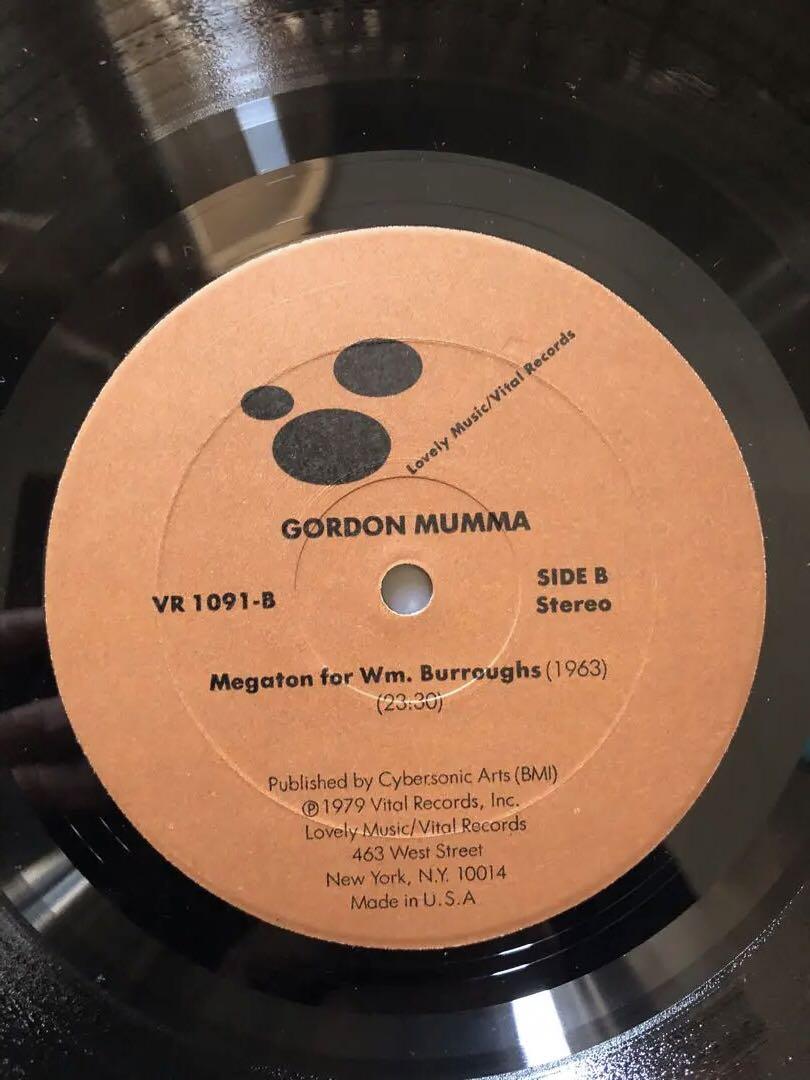 Lovely Music/Vital Records
GORDON MUMMA
VR 1091-B
SIDE B
Stereo
Megaton for Wm. Burroughs (1963)
(23:30)
Published by Cybersonic Arts (BMI)
℗ 1979 Vital Records, Inc.
Lovely Music/Vital Records
463 West Street
New York, N.Y. 10014
Made in U.S.A